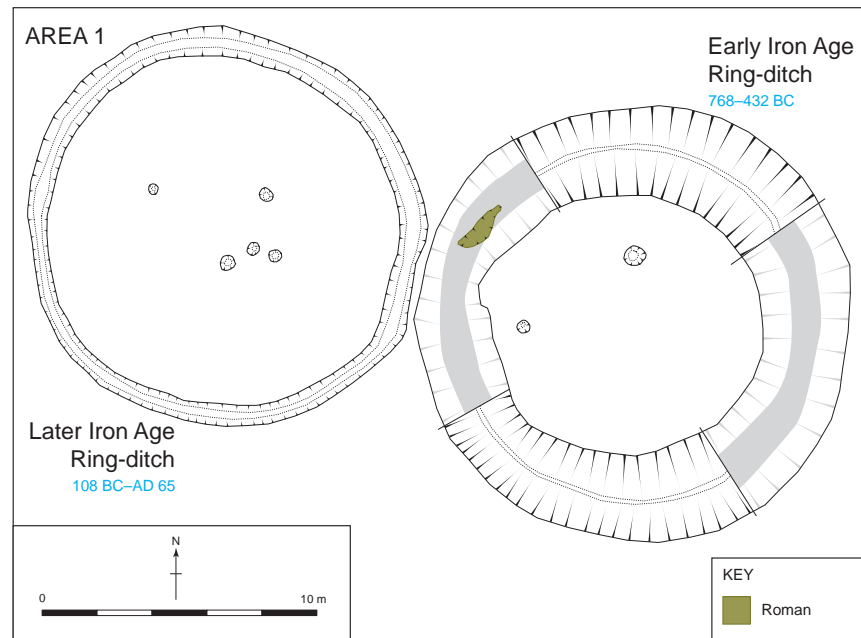 AREA 1
Early Iron Age
Ring-ditch
768–432 BC
Later Iron Age
Ring-ditch
108 BC–AD 65
N
0
10 m
KEY
Roman